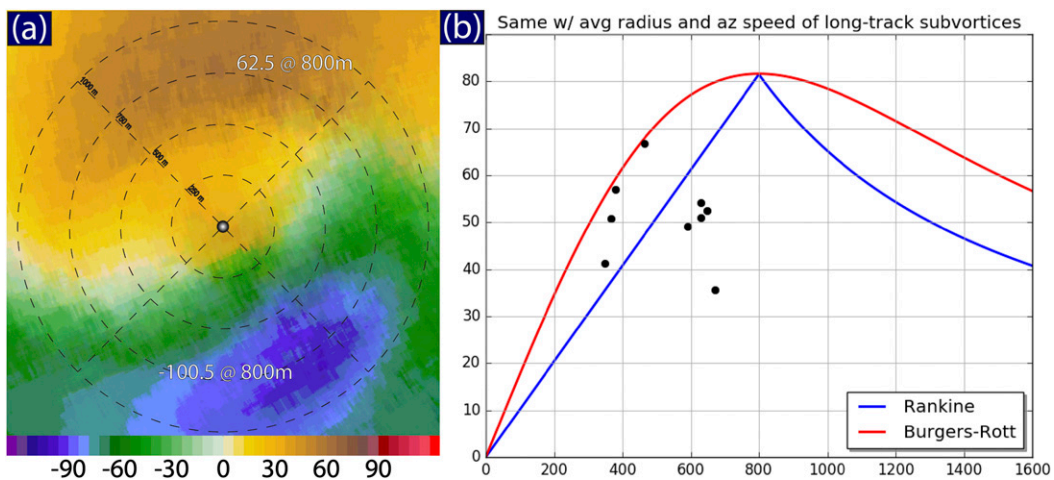 (a)
62.5 @ 800m
1000 m
750 m
500 m
250 m
-100.5 @ 800m
-90 -60 -30 0 30 60 90
(b)
Same w/ avg radius and az speed of long-track subvortices
80
70
60
50
40
30
20
10
0
0 200 400 600 800 1000 1200 1400 1600
Rankine
Burgers-Rott